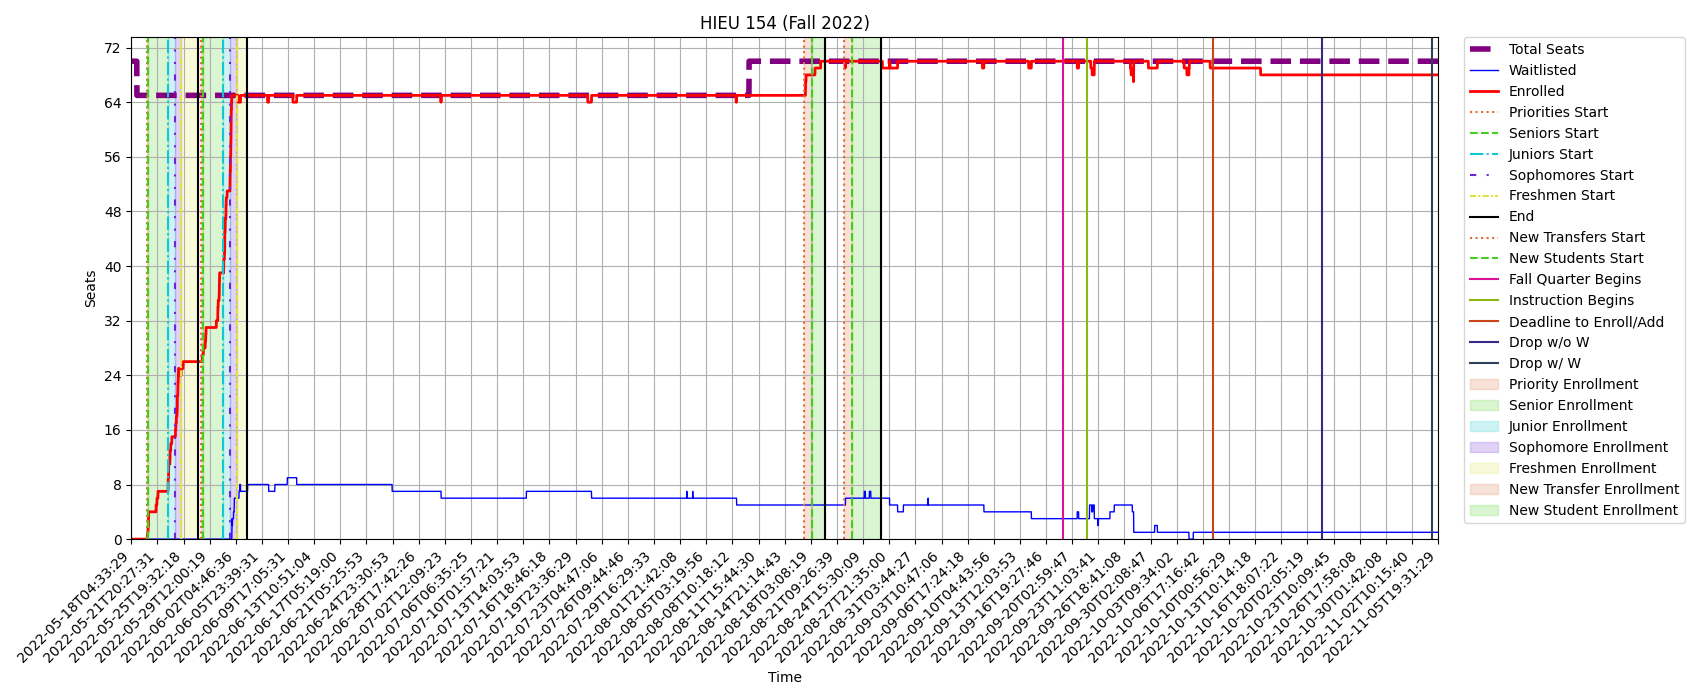 HIEU 154 (Fall 2022)
Seats
72
64
56
48
40
32
24
16
8
0
2022-05-18T04:33:29
2022-05-21T20:27:31
2022-05-25T19:32:18
2022-05-29T12:00:19
2022-06-02T04:46:36
2022-06-05T23:39:31
2022-06-09T17:05:31
2022-06-13T10:51:04
2022-06-17T05:19:00
2022-06-21T05:25:53
2022-06-24T23:30:53
2022-06-28T17:42:26
2022-07-02T12:09:23
2022-07-06T06:35:25
2022-07-10T01:57:21
2022-07-13T14:03:53
2022-07-16T18:46:18
2022-07-19T23:36:29
2022-07-23T04:47:06
2022-07-26T09:44:46
2022-07-29T16:29:33
2022-08-01T21:42:08
2022-08-05T03:19:56
2022-08-08T10:18:12
2022-08-11T15:44:30
2022-08-14T21:14:43
2022-08-18T03:08:19
2022-08-21T09:26:39
2022-08-24T15:30:09
2022-08-27T21:35:00
2022-08-31T03:44:27
2022-09-03T10:47:06
2022-09-06T17:24:18
2022-09-10T04:43:56
2022-09-13T12:03:53
2022-09-16T19:27:46
2022-09-20T02:59:47
2022-09-23T11:03:41
2022-09-26T18:41:08
2022-09-30T02:08:47
2022-10-03T09:34:02
2022-10-06T17:16:42
2022-10-10T00:56:29
2022-10-13T10:14:18
2022-10-16T18:07:22
2022-10-20T02:05:19
2022-10-23T10:09:45
2022-10-26T17:58:08
2022-10-30T01:42:08
2022-11-02T10:15:40
2022-11-05T19:31:29
Time
Total Seats
Waitlisted
Enrolled
Priorities Start
Seniors Start
Juniors Start
Sophomores Start
Freshmen Start
End
New Transfers Start
New Students Start
Fall Quarter Begins
Instruction Begins
Deadline to Enroll/Add
Drop w/o W
Drop w/ W
Priority Enrollment
Senior Enrollment
Junior Enrollment
Sophomore Enrollment
Freshmen Enrollment
New Transfer Enrollment
New Student Enrollment